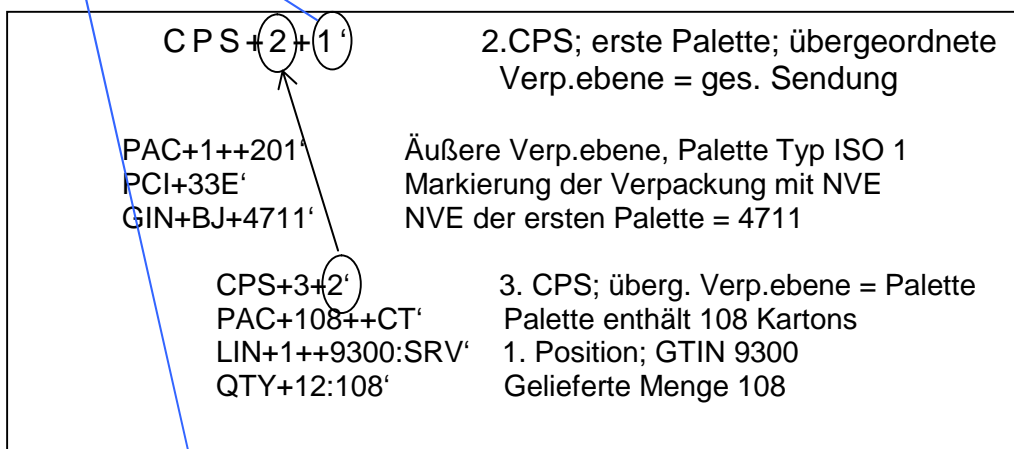 CPS+2+1‘ 2.CPS; erste Palette; übergeordnete
Verp.ebene = ges. Sendung
PAC+1++201‘ Äußere Verp.ebene, Palette Typ ISO 1
PCI+33E‘ Markierung der Verpackung mit NVE
GIN+BJ+4711‘ NVE der ersten Palette = 4711
CPS+3+2‘ 3. CPS; überg. Verp.ebene = Palette
PAC+108++CT‘ Palette enthält 108 Kartons
LIN+1++9300:SRV‘ 1. Position; GTIN 9300
QTY+12:108‘ Gelieferte Menge 108